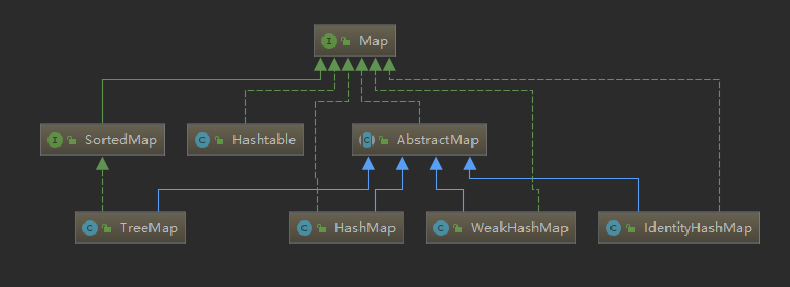 I Map
I SortedMap
C Hashtable
C AbstractMap
C TreeMap
C HashMap
C WeakHashMap
C IdentityHashMap